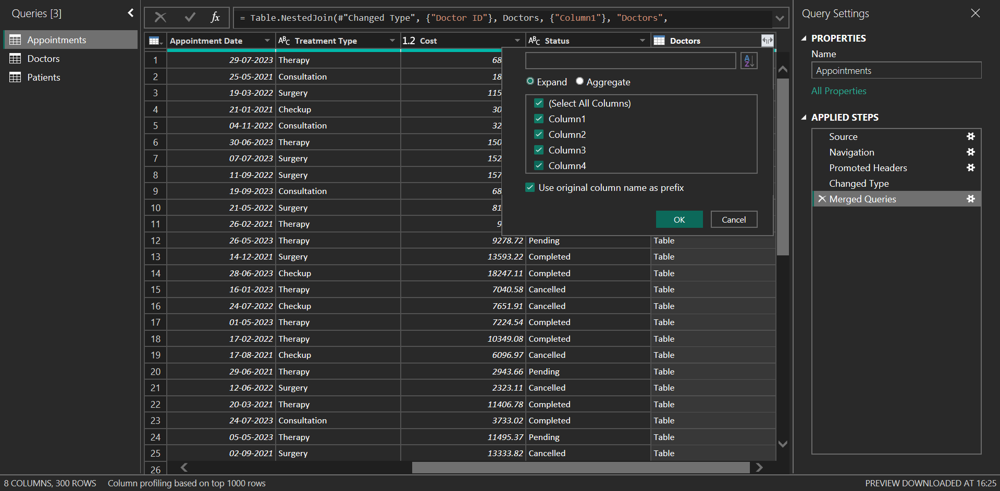 Queries [3]
Appointments
Doctors
Patients
fx
= Table.NestedJoin(#"Changed Type", {"Doctor ID"}, Doctors, {"Column1"}, "Doctors",
Appointment Date
ABC Treatment Type
1.2 Cost
ABC Status
Doctors
1 29-07-2023 Therapy 68
2 25-05-2021 Consultation 18
3 19-03-2022 Surgery 115
4 21-01-2021 Checkup 30
5 04-11-2022 Consultation 32
6 30-06-2023 Therapy 150
7 07-07-2023 Surgery 152
8 11-09-2022 Surgery 157
9 19-09-2023 Consultation 68
10 21-05-2022 Surgery 81
11 26-02-2021 Therapy 9
12 26-05-2023 Therapy 9278.72 Pending Table
13 14-12-2021 Surgery 13593.22 Completed Table
14 28-06-2023 Checkup 18247.11 Completed Table
15 16-01-2023 Therapy 7040.58 Cancelled Table
16 24-07-2022 Checkup 7651.91 Cancelled Table
17 01-05-2023 Therapy 7224.54 Completed Table
18 17-02-2022 Therapy 10349.08 Completed Table
19 17-08-2021 Checkup 6096.97 Cancelled Table
20 29-06-2021 Therapy 2943.66 Pending Table
21 12-06-2022 Surgery 2323.11 Cancelled Table
22 20-03-2021 Therapy 11406.78 Completed Table
23 24-07-2023 Consultation 3733.02 Completed Table
24 05-05-2023 Therapy 11495.37 Pending Table
25 02-09-2021 Surgery 13333.82 Cancelled Table
26
AZ
Expand Aggregate
(Select All Columns)
Column1
Column2
Column3
Column4
Use original column name as prefix
OK Cancel
Query Settings
PROPERTIES
Name
Appointments
All Properties
APPLIED STEPS
Source
Navigation
Promoted Headers
Changed Type
Merged Queries
8 COLUMNS, 300 ROWS Column profiling based on top 1000 rows
PREVIEW DOWNLOADED AT 16:25